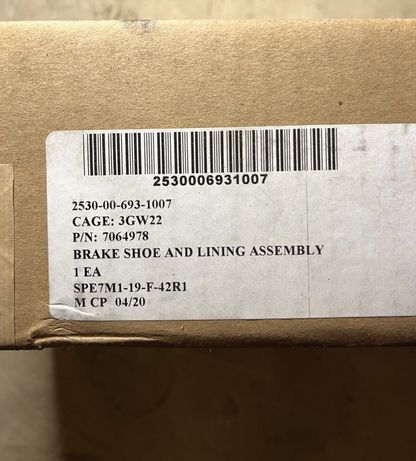 2530006931007
2530-00-693-1007
CAGE: 3GW22
P/N: 7064978
BRAKE SHOE AND LINING ASSEMBLY
1 EA
SPE7M1-19-F-42R1
M CP 04/20